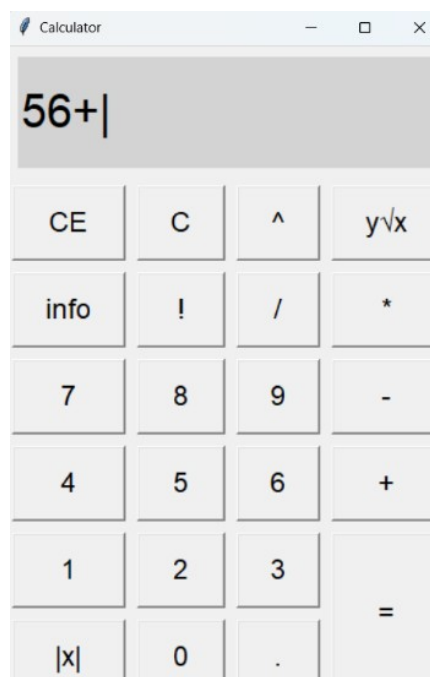 Calculator
56+
CE C ^ y√x
info ! / *
7 8 9 -
4 5 6 +
1 2 3
=
|x| 0 .